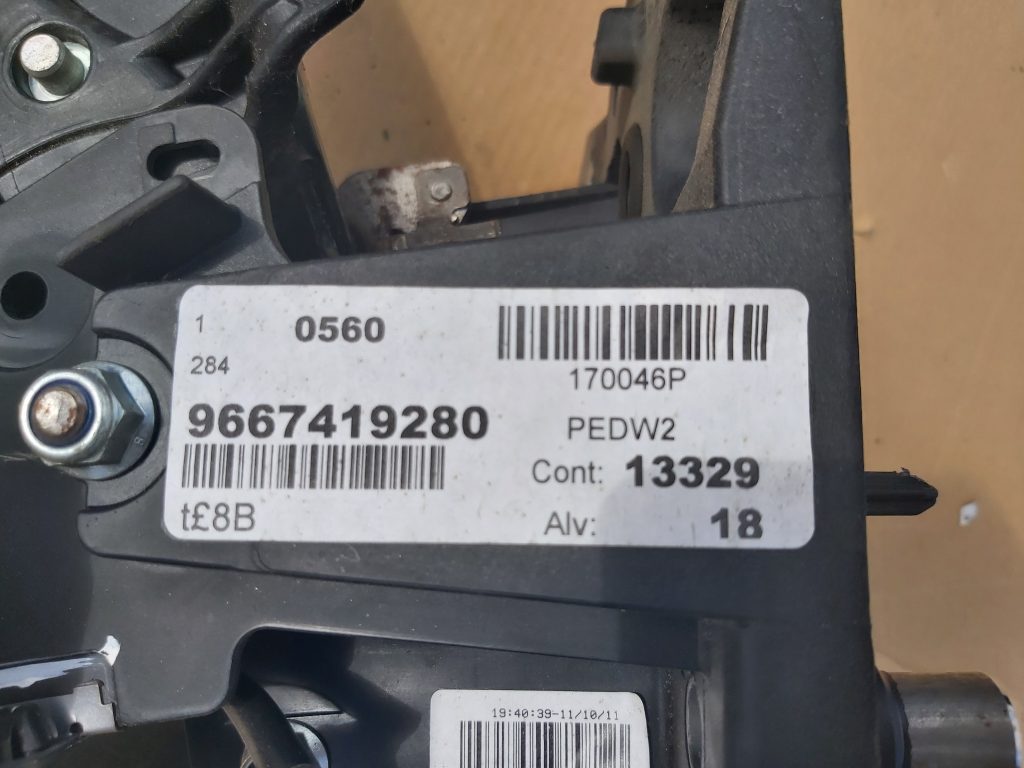 1 0560
284
170046P
9667419280 PEDW2
Cont: 13329
t£8B Alv: 18
19:40:39-11/10/11